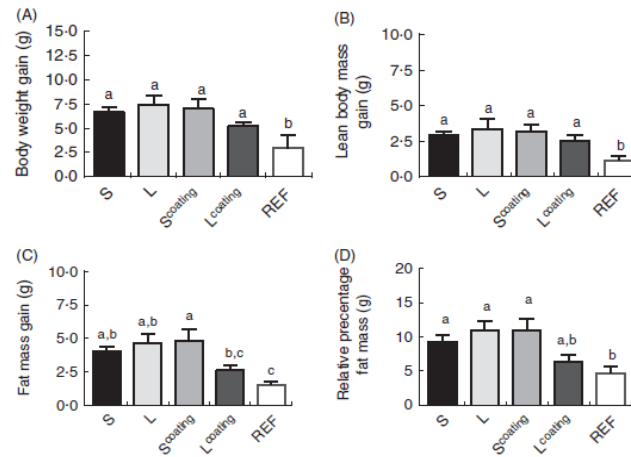 (A)
Body weight gain (g)
15·0
12·5
10·0
7·5
5·0
2·5
0·0
a
a
a
a
b
S
L
Scoating
Lcoating
REF
(B)
Lean body mass
gain (g)
10·0
7·5
5·0
2·5
0·0
a
a
a
a
b
S
L
Scoating
Lcoating
REF
(C)
Fat mass gain (g)
10·0
7·5
5·0
2·5
0·0
a,b
a,b
a
b,c
c
S
L
Scoating
Lcoating
REF
(D)
Relative precentage
fat mass (g)
20
15
10
5
0
a
a
a
a,b
b
S
L
Scoating
Lcoating
REF